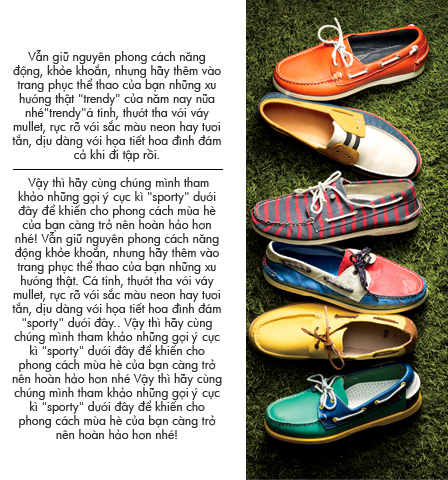 Vẫn giữ nguyên phong cách năng
động, khỏe khoắn, nhưng hãy thêm vào
trang phục thể thao của bạn những xu
hướng thật "trendy" của năm nay nữa
nhé"trendy"á tính, thướt tha với váy
mullet, rực rỡ với sắc màu neon hay tươi
tắn, dịu dàng với họa tiết hoa đình đám
cả khi đi tập rồi.
Vậy thì hãy cùng chúng mình tham
khảo những gợi ý cực kì "sporty" dưới
đây để khiến cho phong cách mùa hè
của bạn càng trở nên hoàn hảo hơn
nhé! Vẫn giữ nguyên phong cách năng
động khỏe khoắn, nhưng hãy thêm vào
trang phục thể thao của bạn những xu
hướng thật. Cá tính, thướt tha với váy
mullet, rực rỡ với sắc màu neon hay tươi
tắn, dịu dàng với họa tiết hoa đình đám
"sporty" dưới đây.. Vậy thì hãy cùng
chúng mình tham khảo những gợi ý cực
kì "sporty" dưới đây để khiến cho
phong cách mùa hè của bạn càng trở
nên hoàn hảo hơn nhé Vậy thì hãy cùng
chúng mình tham khảo những gợi ý cực
kì "sporty" dưới đây để khiến cho
phong cách mùa hè của bạn càng trở
nên hoàn hảo hơn nhé!